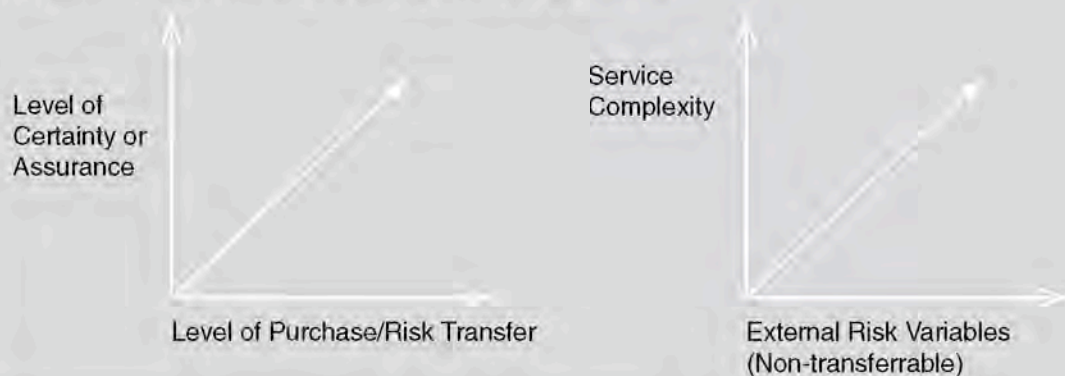 Level of
Certainty or
Assurance
Level of Purchase/Risk Transfer
Service
Complexity
External Risk Variables
(Non-transferrable)